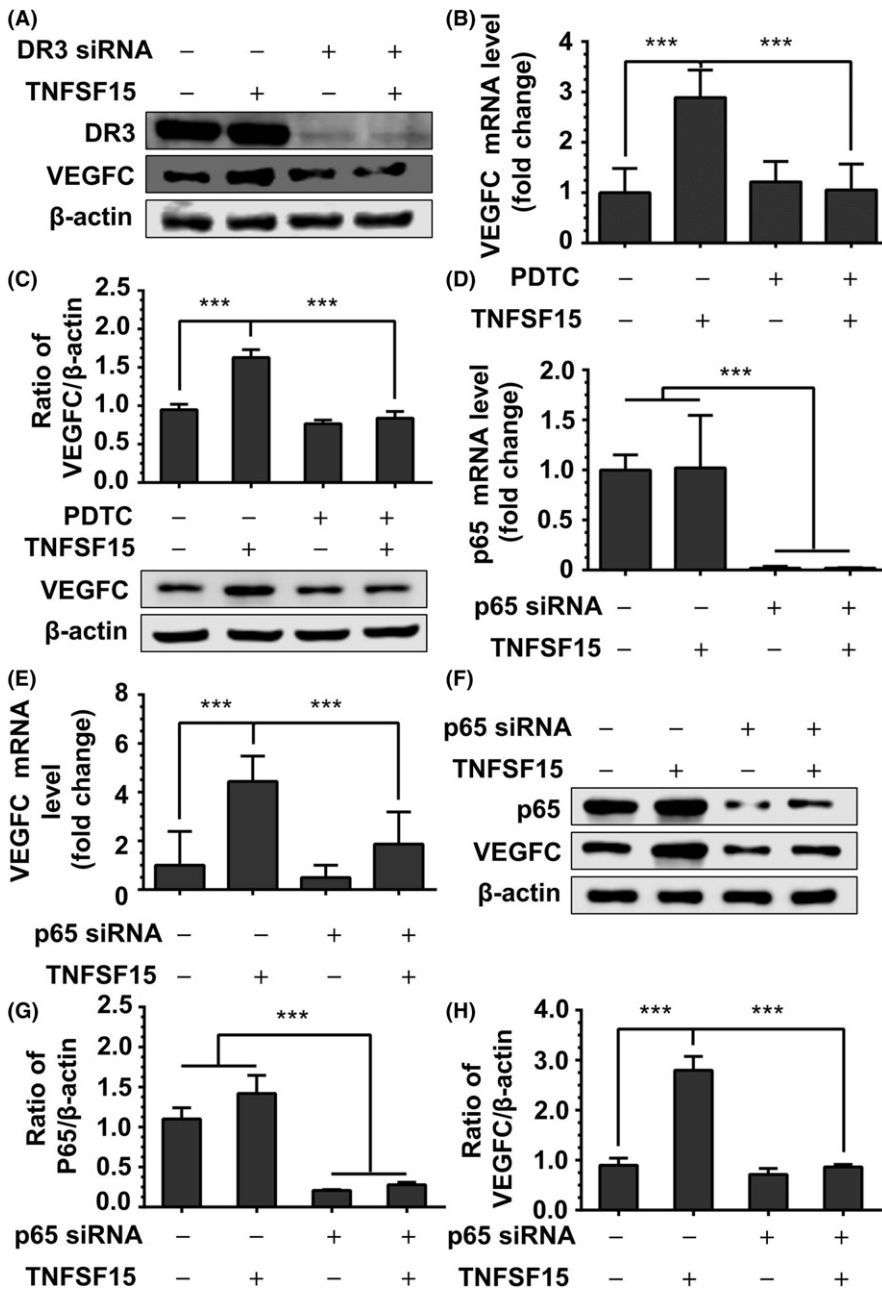 (A)
DR3 siRNA – – + +
TNFSF15 – + – +
DR3
VEGFC
β-actin
(B)
VEGFC mRNA level
(fold change)
4
3
2
1
0
*** ***
PDTC – – + +
TNFSF15 – + – +
(C)
Ratio of
VEGFC/β-actin
2.5
2.0
1.5
1.0
0.5
0.0
*** ***
PDTC – – + +
TNFSF15 – + – +
VEGFC
β-actin
(D)
p65 mRNA level
(fold change)
2.0
1.5
1.0
0.5
0
***
p65 siRNA – – + +
TNFSF15 – + – +
(E)
VEGFC mRNA
level
(fold change)
8
6
4
2
0
*** ***
p65 siRNA – – + +
TNFSF15 – + – +
(F)
p65 siRNA – – + +
TNFSF15 – + – +
p65
VEGFC
β-actin
(G)
Ratio of
P65/β-actin
2.5
2.0
1.5
1.0
0.5
0.0
***
p65 siRNA – – + +
TNFSF15 – + – +
(H)
Ratio of
VEGFC/β-actin
4.0
3.0
2.0
1.0
0.0
*** ***
p65 siRNA – – + +
TNFSF15 – + – +